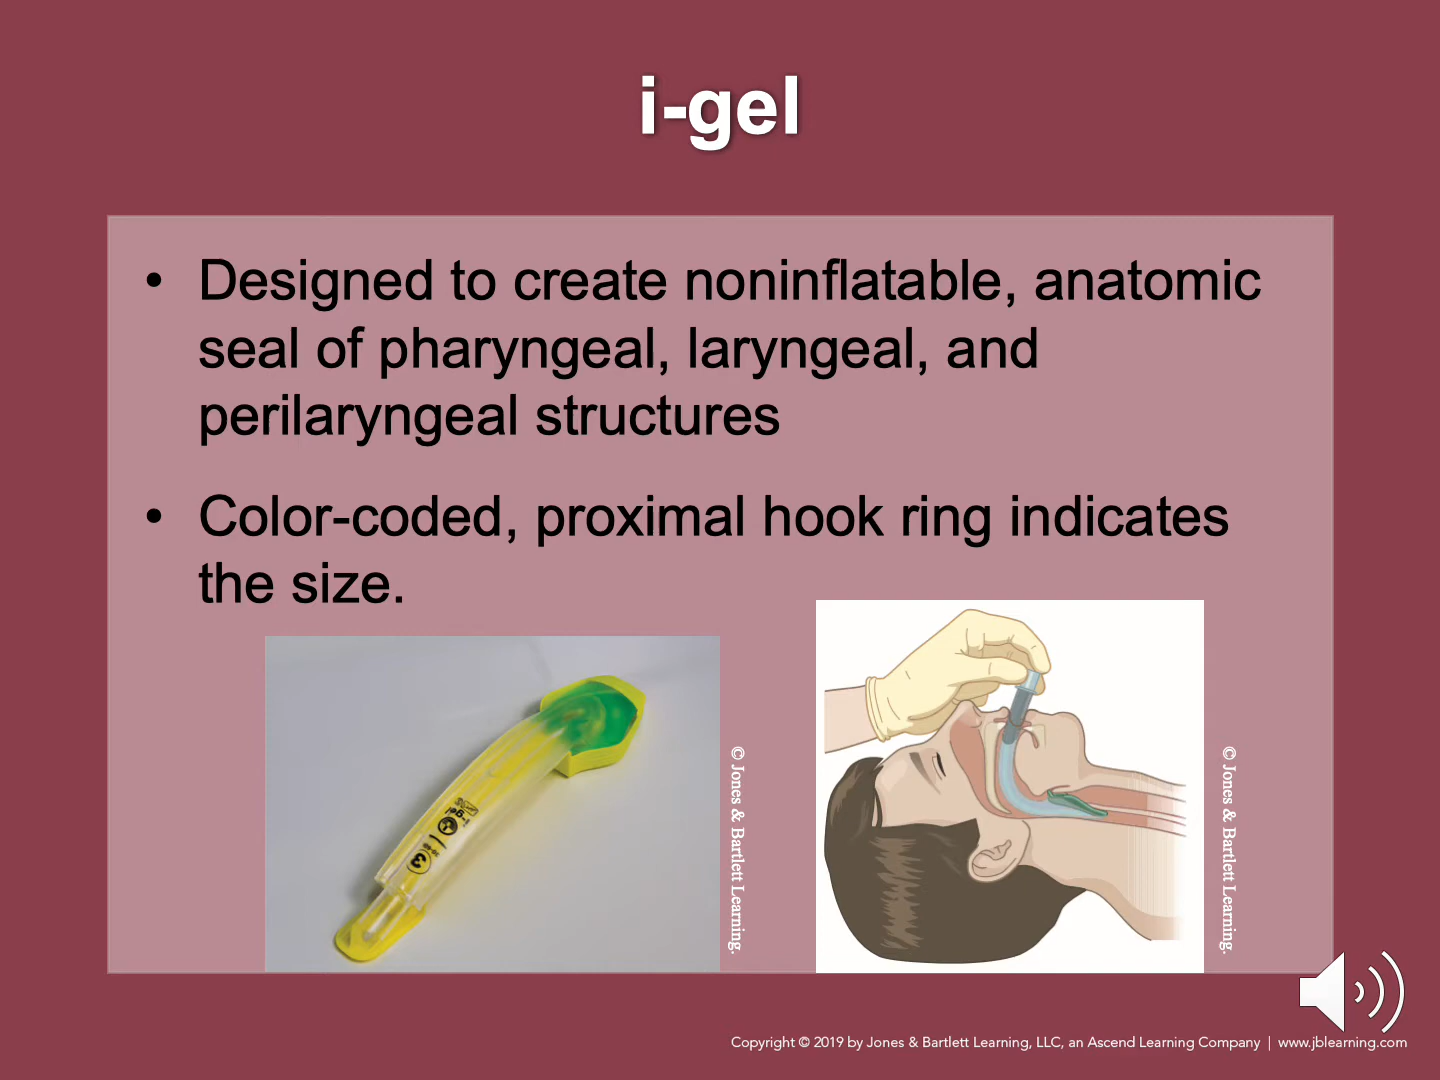 i-gel
• Designed to create noninflatable, anatomic
seal of pharyngeal, laryngeal, and
perilaryngeal structures
• Color-coded, proximal hook ring indicates
the size.
i-gel
3
© Jones & Bartlett Learning.
© Jones & Bartlett Learning.
Copyright © 2019 by Jones & Bartlett Learning, LLC, an Ascend Learning Company | www.jblearning.com